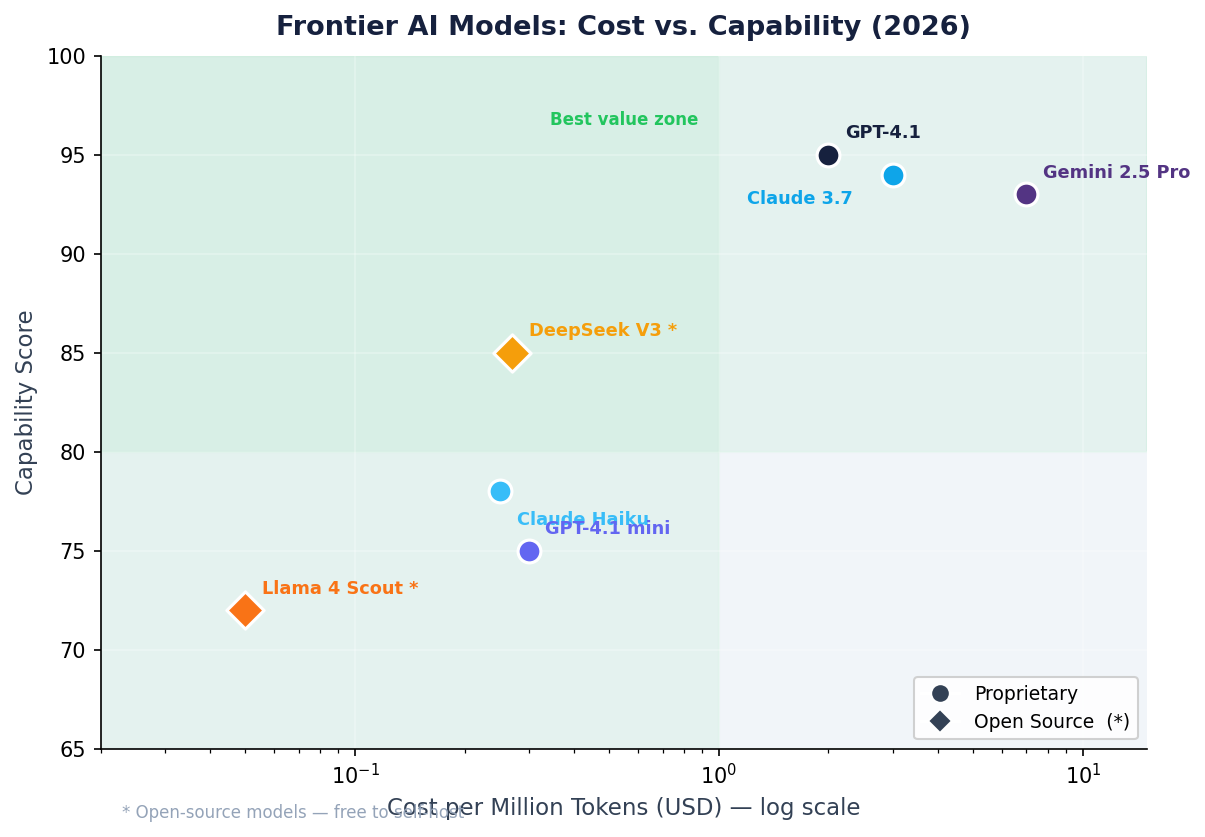 Frontier AI Models: Cost vs. Capability (2026)
100
95
90
85
80
75
70
65
Capability Score
Best value zone
GPT-4.1
Gemini 2.5 Pro
Claude 3.7
DeepSeek V3 *
Claude Haiku
GPT-4.1 mini
Llama 4 Scout *
Proprietary
Open Source (*)
10⁻¹
10⁰
10¹
Cost per Million Tokens (USD) — log scale
* Open-source models — free to self-host